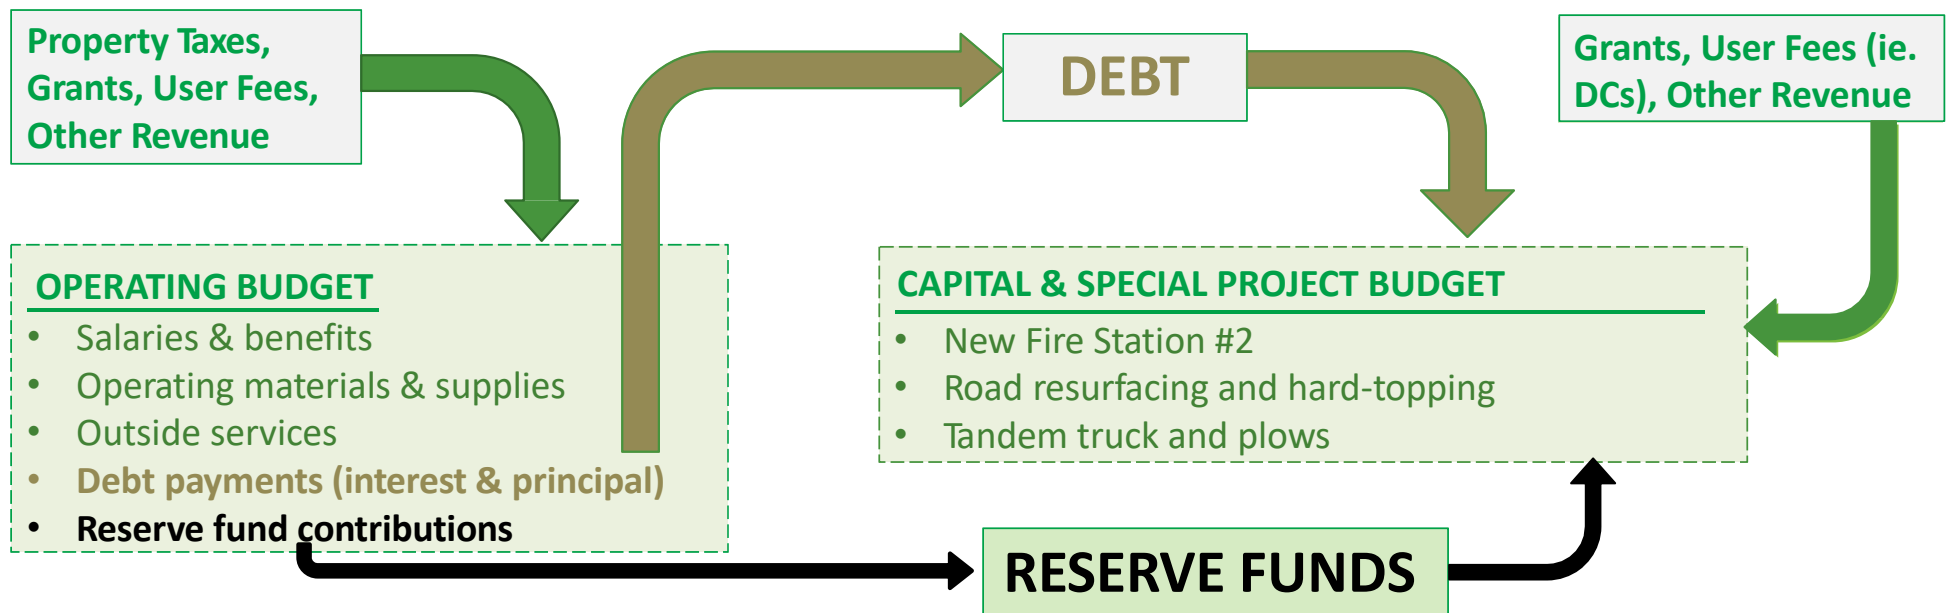 Property Taxes,
Grants, User Fees,
Other Revenue
DEBT
Grants, User Fees (ie.
DCs), Other Revenue
OPERATING BUDGET
• Salaries & benefits
• Operating materials & supplies
• Outside services
• Debt payments (interest & principal)
• Reserve fund contributions
CAPITAL & SPECIAL PROJECT BUDGET
• New Fire Station #2
• Road resurfacing and hard-topping
• Tandem truck and plows
RESERVE FUNDS